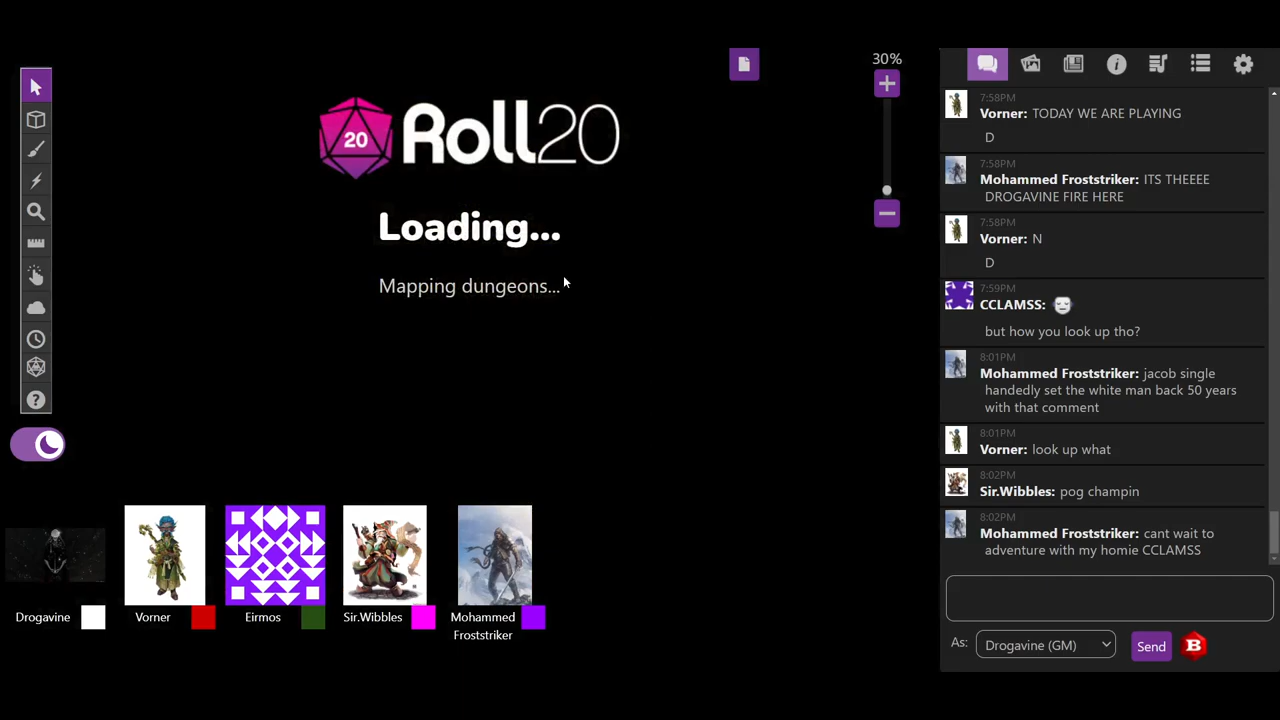 30%
20 Roll20
Loading...
Mapping dungeons...
7:58PM
Vorner: TODAY WE ARE PLAYING
D
7:58PM
Mohammed Froststriker: ITS THEEEE
DROGAVINE FIRE HERE
7:58PM
Vorner: N
D
7:59PM
CCLAMSS:
but how you look up tho?
8:01PM
Mohammed Froststriker: jacob single
handedly set the white man back 50 years
with that comment
8:01PM
Vorner: look up what
8:02PM
Sir.Wibbles: pog champin
8:02PM
Mohammed Froststriker: cant wait to
adventure with my homie CCLAMSS
As: Drogavine (GM) Send B
Drogavine
Vorner
Eirmos
Sir.Wibbles
Mohammed
Froststriker